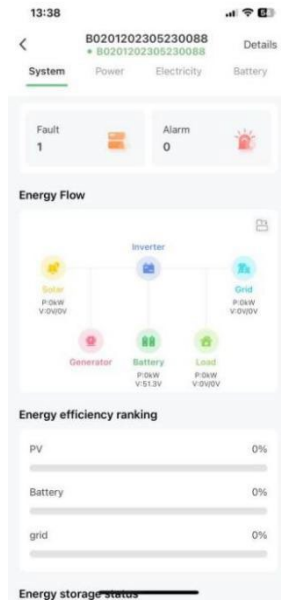 13:38
B0201202305230088
B0201202305230088
Details
System Power Electricity Battery
Fault
1
Alarm
0
Energy Flow
Inverter
Solar
P:0kW
V:0V/0V
Grid
P:0kW
V:0V/0V
Generator
Battery
P:0kW
V:51.3V
Load
P:0kW
V:0V/0V
Energy efficiency ranking
PV 0%
Battery 0%
grid 0%
Energy storage status